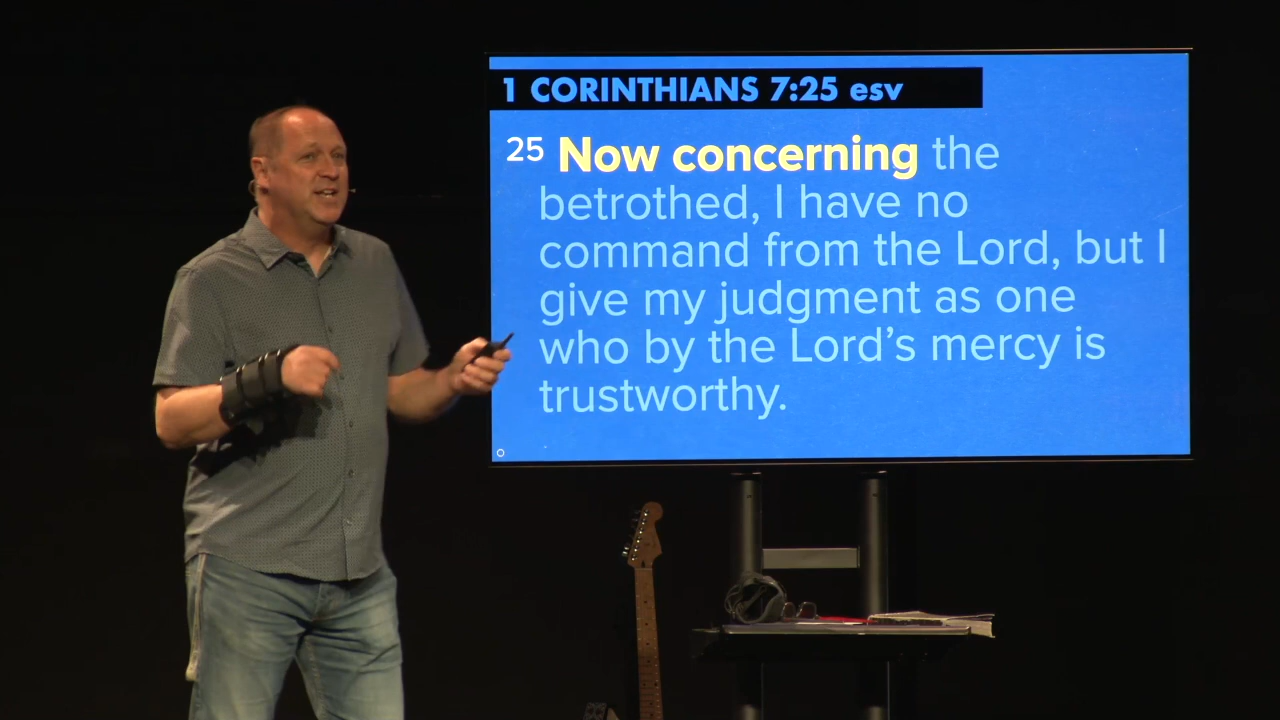 1 CORINTHIANS 7:25 esv
25 Now concerning the
betrothed, I have no
command from the Lord, but I
give my judgment as one
who by the Lord’s mercy is
trustworthy.